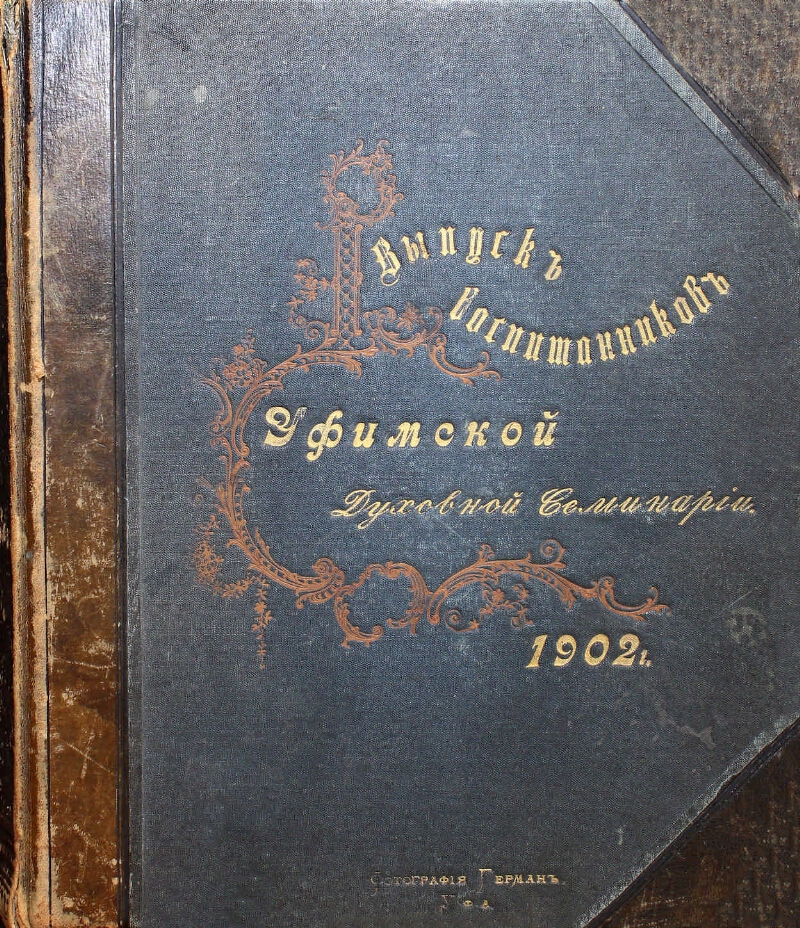 Выпускъ
воспитанниковъ
Уфимской
Духовной Семинаріи.
1902г.
Фотографія Германъ.
Уфа